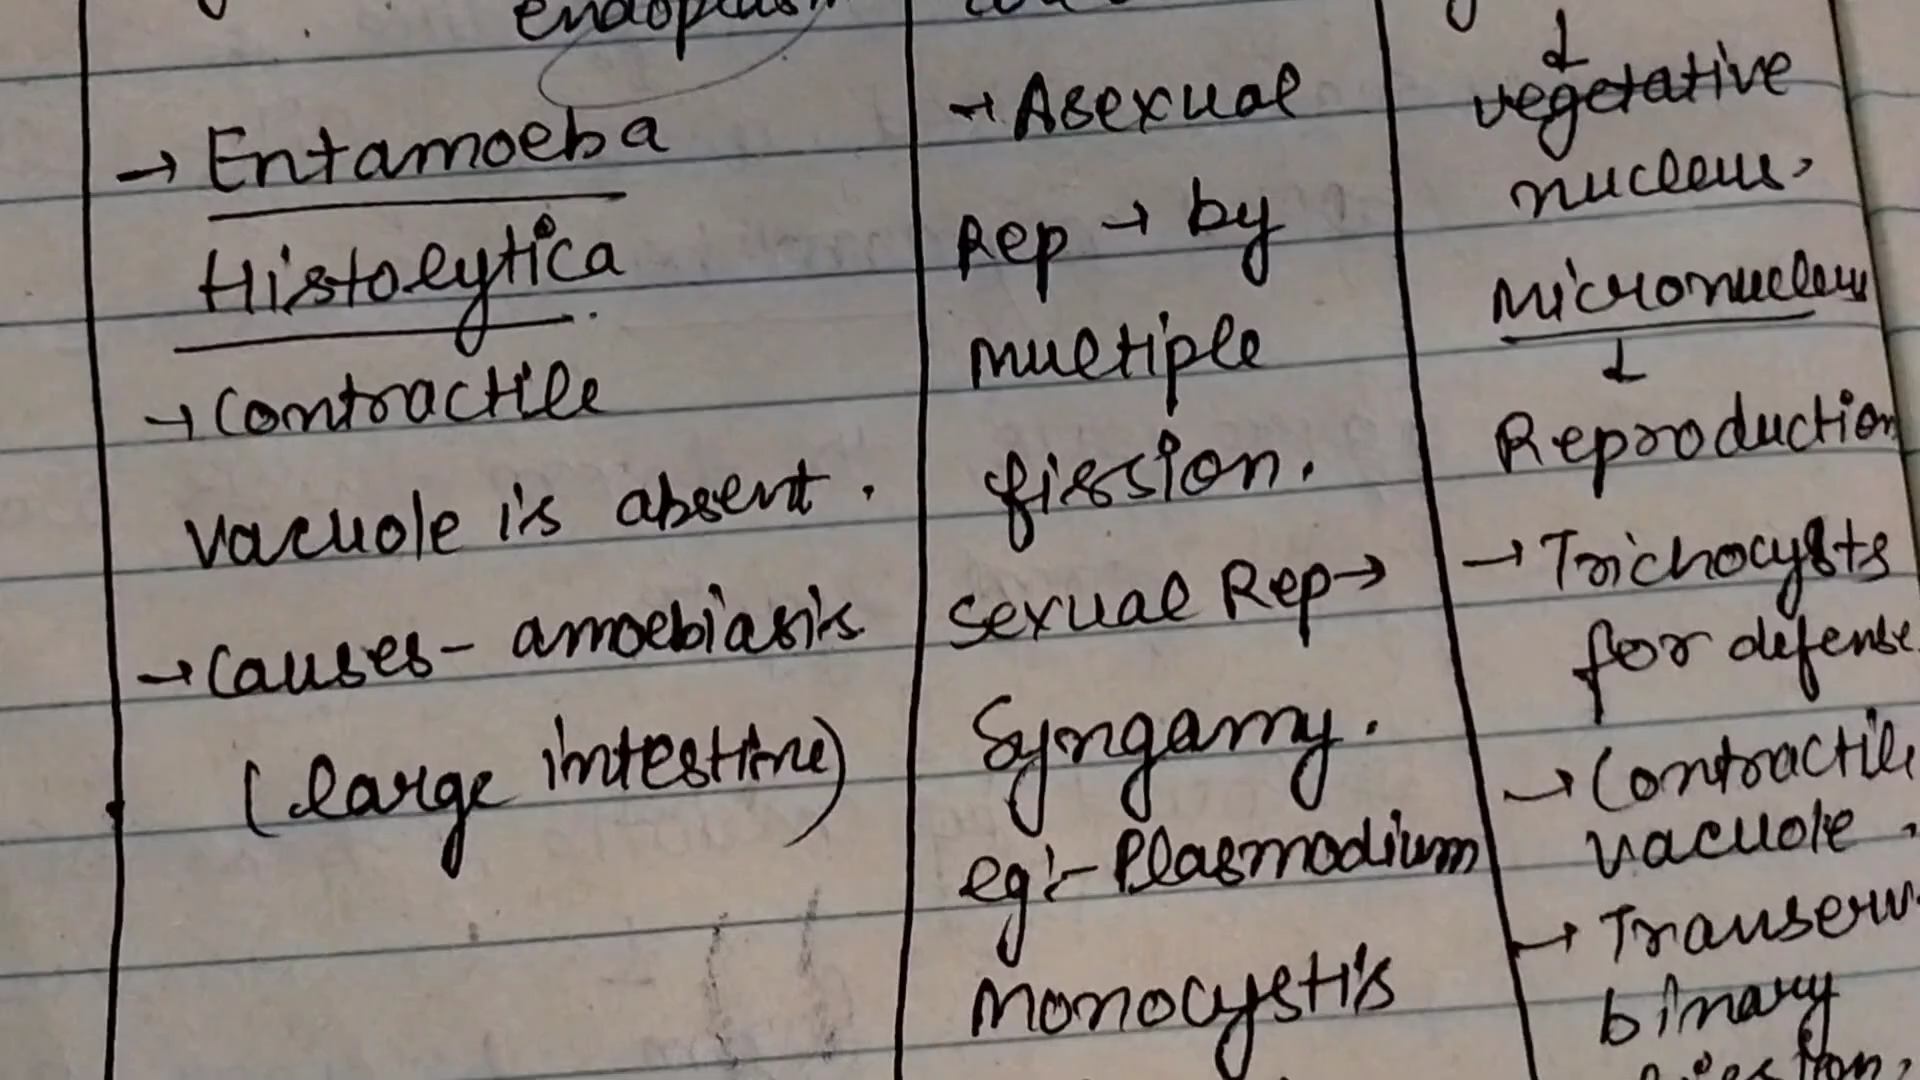 → Entamoeba
Histolytica
→ Contractile
vacuole is absent.
→ Causes - amoebiasis
(large intestine)
→ Asexual
Rep → by
multiple
fission.
Sexual Rep →
Syngamy.
eg:- Plasmodium
Monocystis
vegetative
nucleus.
Micronucleus
↓
Reproduction
→ Trichocysts
for defense
→ Contractile
vacuole.
→
binary